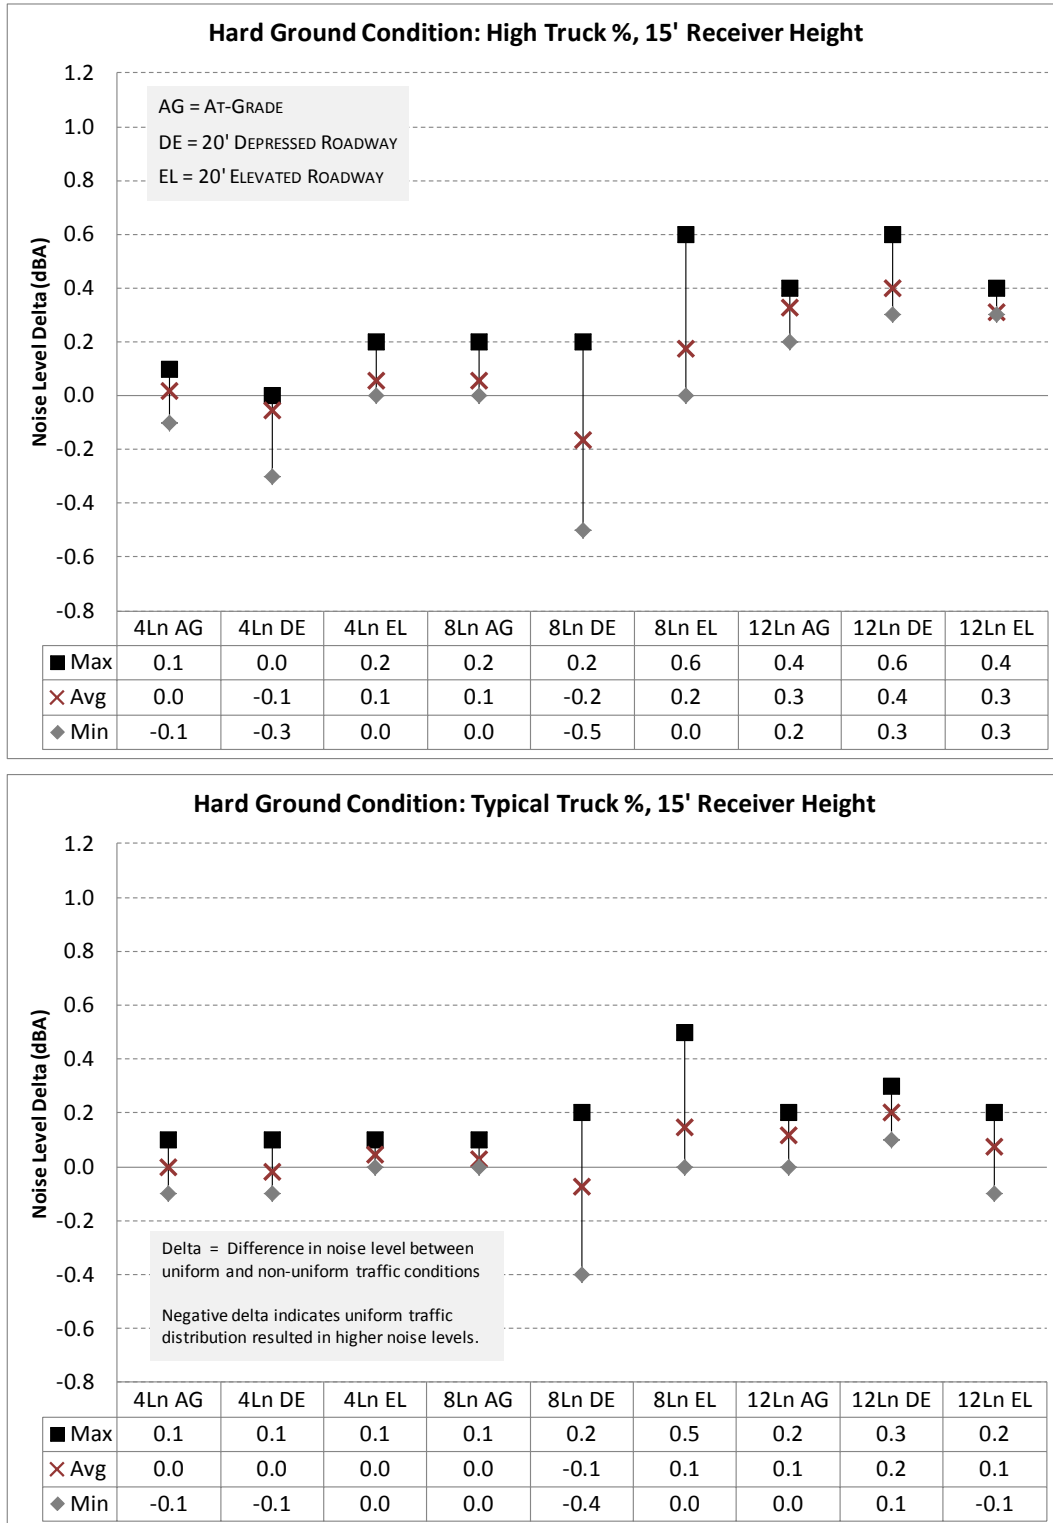 Hard Ground Condition: High Truck %, 15' Receiver Height
1.2
1.0
0.8
0.6
0.4
0.2
0.0
-0.2
-0.4
-0.6
-0.8
Noise Level Delta (dBA)
AG = AT-GRADE
DE = 20' DEPRESSED ROADWAY
EL = 20' ELEVATED ROADWAY
4Ln AG 4Ln DE 4Ln EL 8Ln AG 8Ln DE 8Ln EL 12Ln AG 12Ln DE 12Ln EL
Max 0.1 0.0 0.2 0.2 0.2 0.6 0.4 0.6 0.4
Avg 0.0 -0.1 0.1 0.1 -0.2 0.2 0.3 0.4 0.3
Min -0.1 -0.3 0.0 0.0 -0.5 0.0 0.2 0.3 0.3
Hard Ground Condition: Typical Truck %, 15' Receiver Height
1.2
1.0
0.8
0.6
0.4
0.2
0.0
-0.2
-0.4
-0.6
-0.8
Noise Level Delta (dBA)
Delta = Difference in noise level between
uniform and non-uniform traffic conditions
Negative delta indicates uniform traffic
distribution resulted in higher noise levels.
4Ln AG 4Ln DE 4Ln EL 8Ln AG 8Ln DE 8Ln EL 12Ln AG 12Ln DE 12Ln EL
Max 0.1 0.1 0.1 0.1 0.2 0.5 0.2 0.3 0.2
Avg 0.0 0.0 0.0 0.0 -0.1 0.1 0.1 0.2 0.1
Min -0.1 -0.1 0.0 0.0 -0.4 0.0 0.0 0.1 -0.1